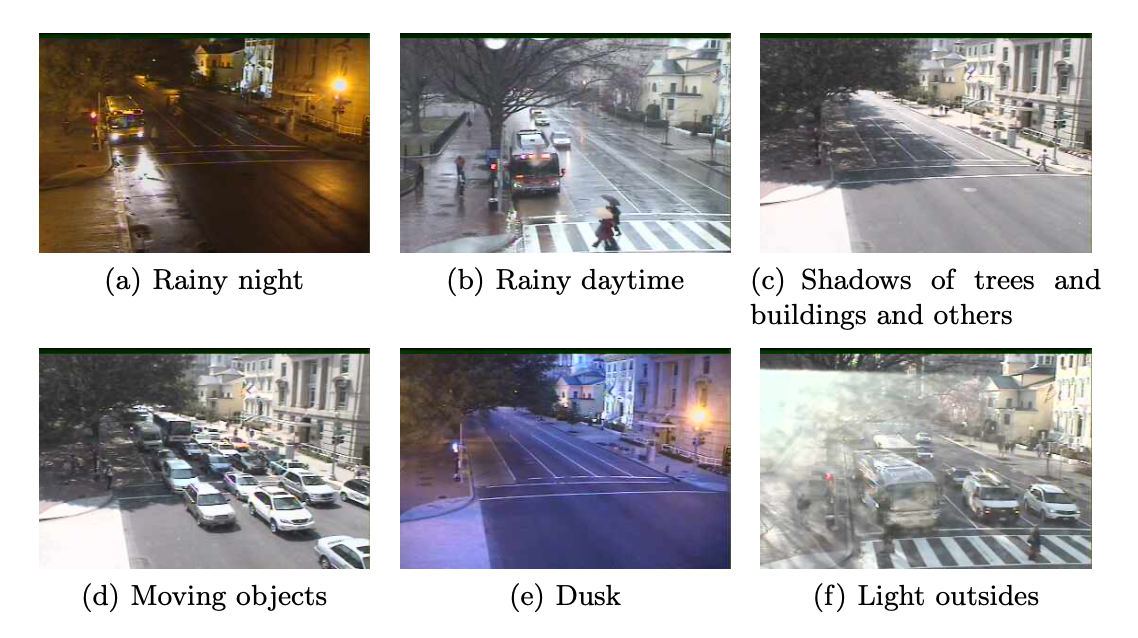 (a) Rainy night
(b) Rainy daytime
(c) Shadows of trees and
buildings and others
(d) Moving objects
(e) Dusk
(f) Light outsides